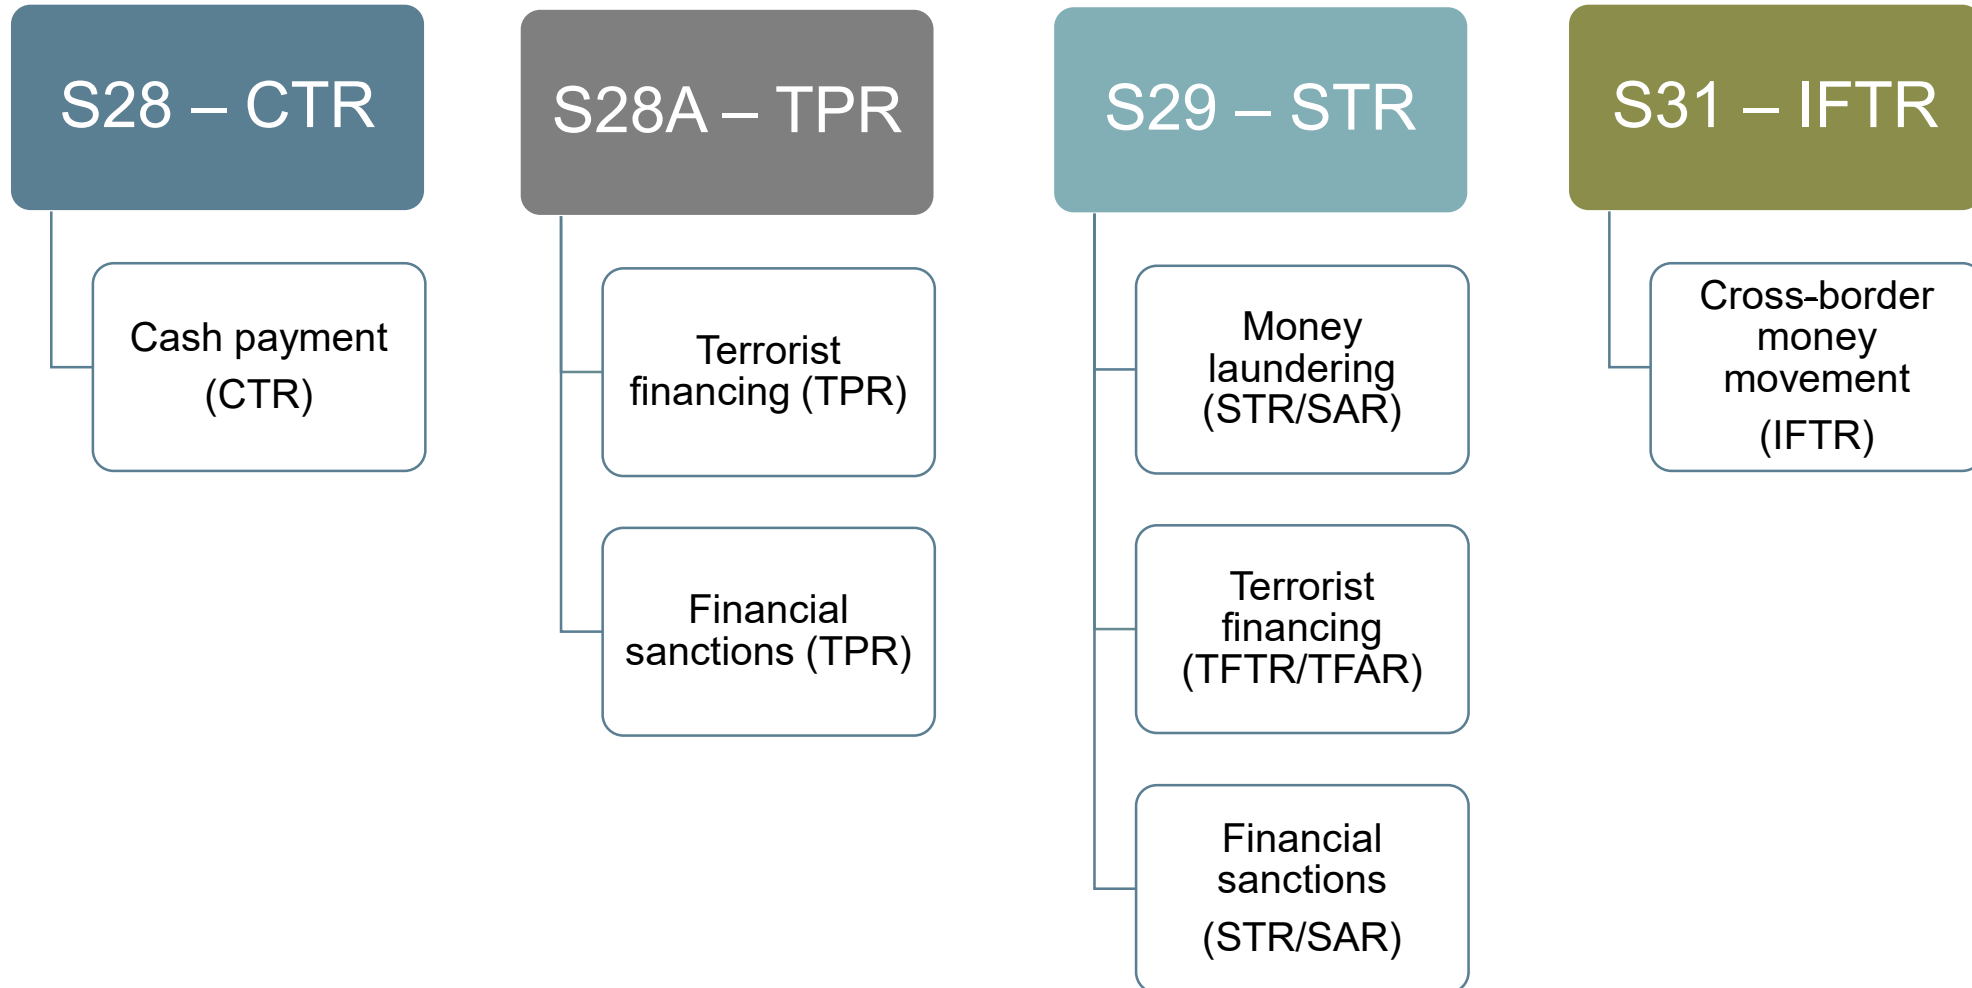 S28 – CTR
Cash payment
(CTR)
S28A – TPR
Terrorist
financing (TPR)
Financial
sanctions (TPR)
S29 – STR
Money
laundering
(STR/SAR)
Terrorist
financing
(TFTR/TFAR)
Financial
sanctions
(STR/SAR)
S31 – IFTR
Cross-border
money
movement
(IFTR)